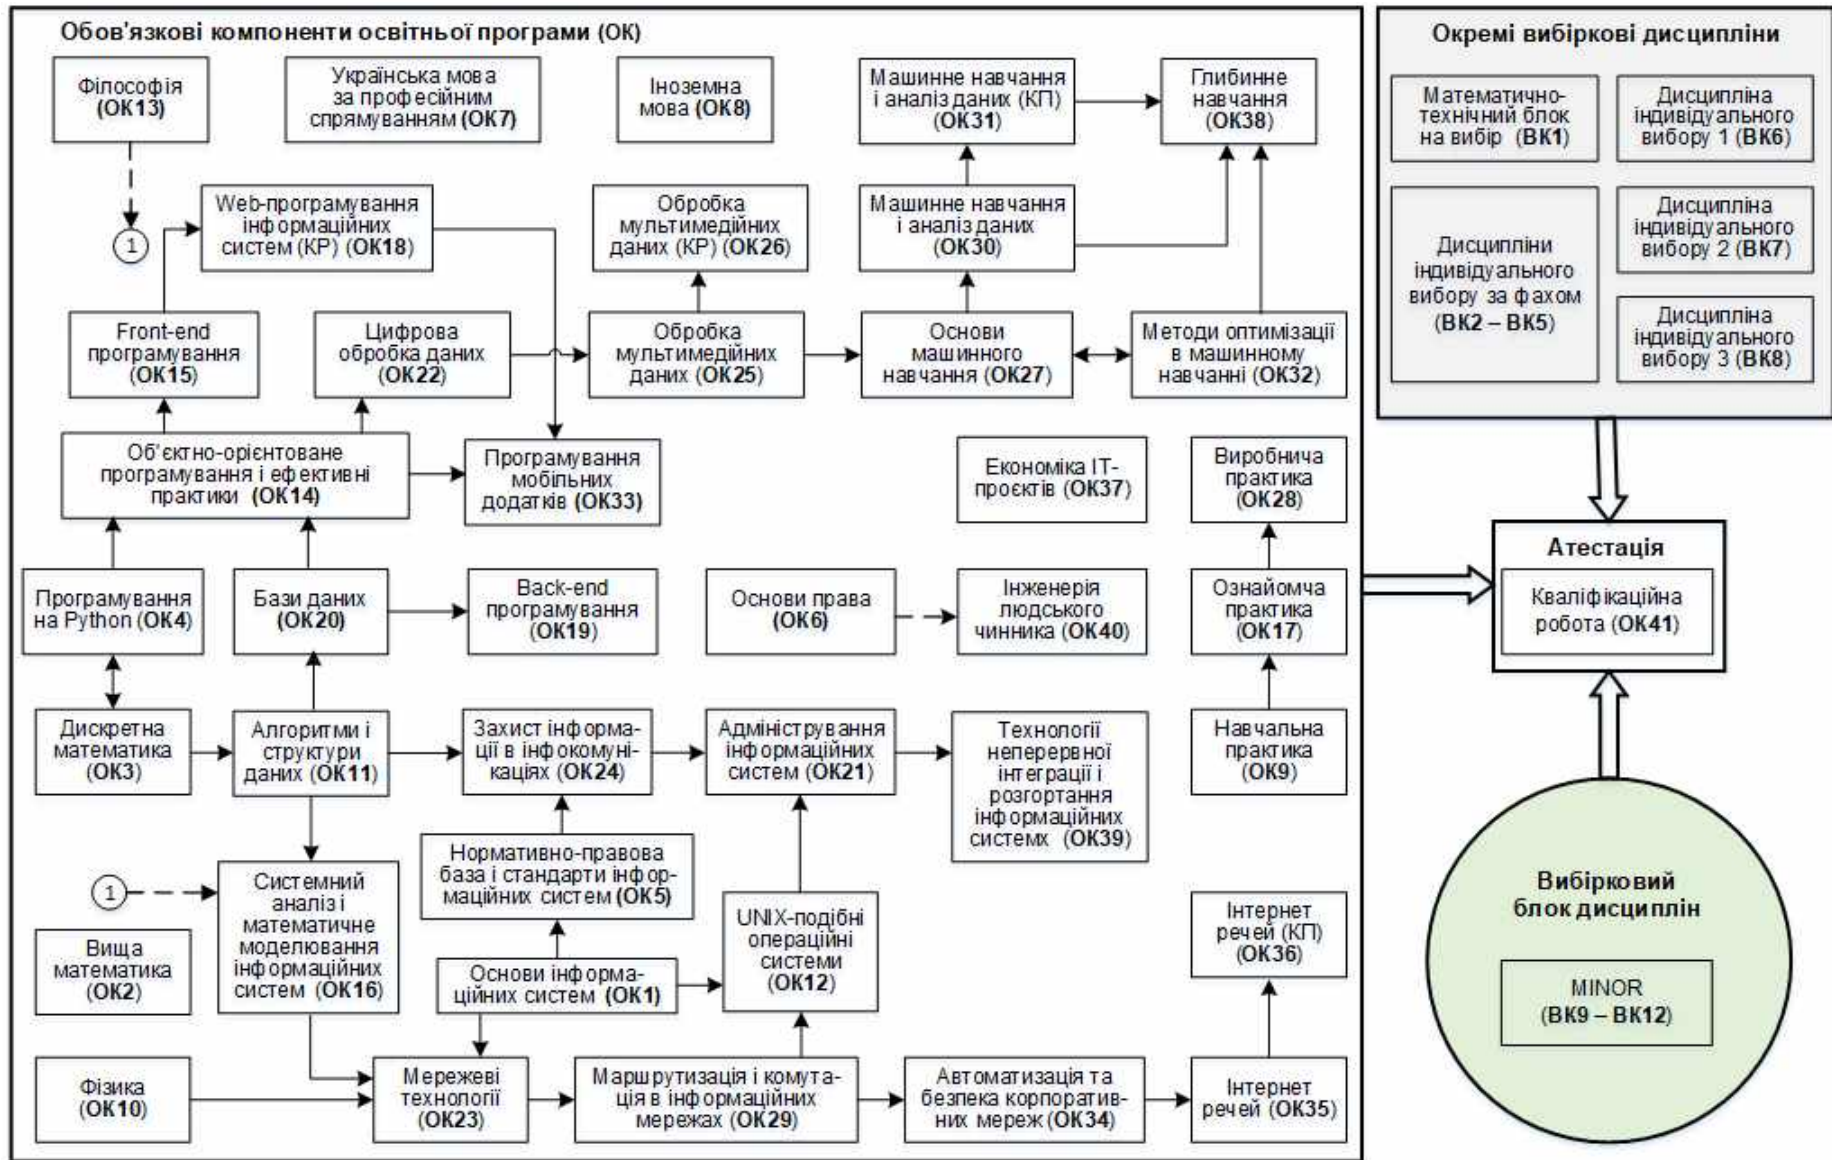 Обов'язкові компоненти освітньої програми (ОК)
Філософія
(ОК13)
Українська мова
за професійним
спрямуванням (ОК7)
Іноземна
мова (ОК8)
Машинне навчання
і аналіз даних (КП)
(ОК31)
Глибинне
навчання
(ОК38)
1
Web-програмування
інформаційних
систем (КР) (ОК18)
Обробка
мультимедійних
даних (КР) (ОК26)
Машинне навчання
і аналіз даних
(ОК30)
Front-end
програмування
(ОК15)
Цифрова
обробка даних
(ОК22)
Обробка
мультимедійних
даних (ОК25)
Основи
машинного
навчання (ОК27)
Методи оптимізації
в машинному
навчанні (ОК32)
Об'єктно-орієнтоване
програмування і ефективні
практики (ОК14)
Програмування
мобільних
додатків (ОК33)
Економіка ІТ-
проєктів (ОК37)
Виробнича
практика
(ОК28)
Програмування
на Python (ОК4)
Бази даних
(ОК20)
Back-end
програмування
(ОК19)
Основи права
(ОК6)
Інженерія
людського
чинника (ОК40)
Ознайомча
практика
(ОК17)
Дискретна
математика
(ОК3)
Алгоритми і
структури
даних (ОК11)
Захист інформа-
ції в інфокомуні-
каціях (ОК24)
Адміністрування
інформаційних
систем (ОК21)
Технології
неперервної
інтеграції і
розгортання
інформаційних
системх (ОК39)
Навчальна
практика
(ОК9)
1
Системний
аналіз і
математичне
моделювання
інформаційних
систем (ОК16)
Нормативно-правова
база і стандарти інфор-
маційних систем (ОК5)
UNIX-подібні
операційні
системи
(ОК12)
Інтернет
речей (КП)
(ОК36)
Вища
математика
(ОК2)
Основи інформа-
ційних систем (ОК1)
Фізика
(ОК10)
Мережеві
технології
(ОК23)
Маршрутизація і комута-
ція в інформаційних
мережах (ОК29)
Автоматизація та
безпека корпоратив-
них мереж (ОК34)
Інтернет
речей (ОК35)
Окремі вибіркові дисципліни
Математично-
технічний блок
на вибір (ВК1)
Дисципліна
індивідуального
вибору 1 (ВК6)
Дисципліни
індивідуального
вибору за фахом
(ВК2 – ВК5)
Дисципліна
індивідуального
вибору 2 (ВК7)
Дисципліна
індивідуального
вибору 3 (ВК8)
Атестація
Кваліфікаційна
робота (ОК41)
Вибірковий
блок дисциплін
MINOR
(ВК9 – ВК12)